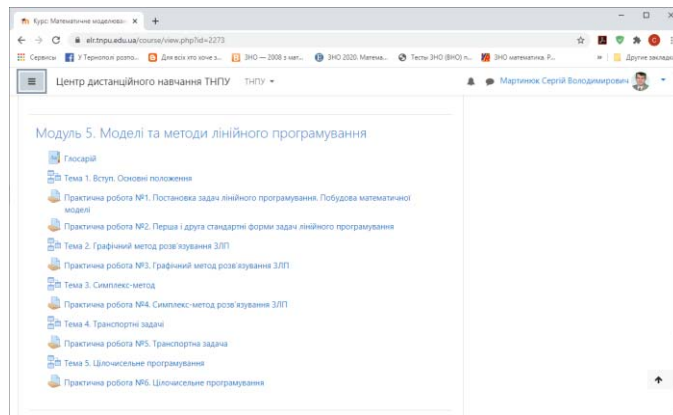 Курс: Математичне моделюван
elr.tnpu.edu.ua/course/view.php?id=2273
Сервисы У Тернополі розпо... Для всіх хто хоче з... ЗНО — 2008 з мат... ЗНО 2020. Матема... Тесты ЗНО (ВНО) п... ЗНО математика. Р... » Другие закладки
Центр дистанційного навчання ТНПУ ТНПУ Мартинюк Сергій Володимирович
Модуль 5. Моделі та методи лінійного програмування
Глосарій
Тема 1. Вступ. Основні положення
Практична робота №1. Постановка задач лінійного програмування. Побудова математичної
моделі
Практична робота №2. Перша і друга стандартні форми задач лінійного програмування
Тема 2. Графічний метод розв'язування ЗЛП
Практична робота №3. Графічний метод розв'язування ЗЛП
Тема 3. Симплекс-метод
Практична робота №4. Симплекс-метод розв'язування ЗЛП
Тема 4. Транспортні задачі
Практична робота №5. Транспортна задача
Тема 5. Цілочисельне програмування
Практична робота №6. Цілочисельне програмування